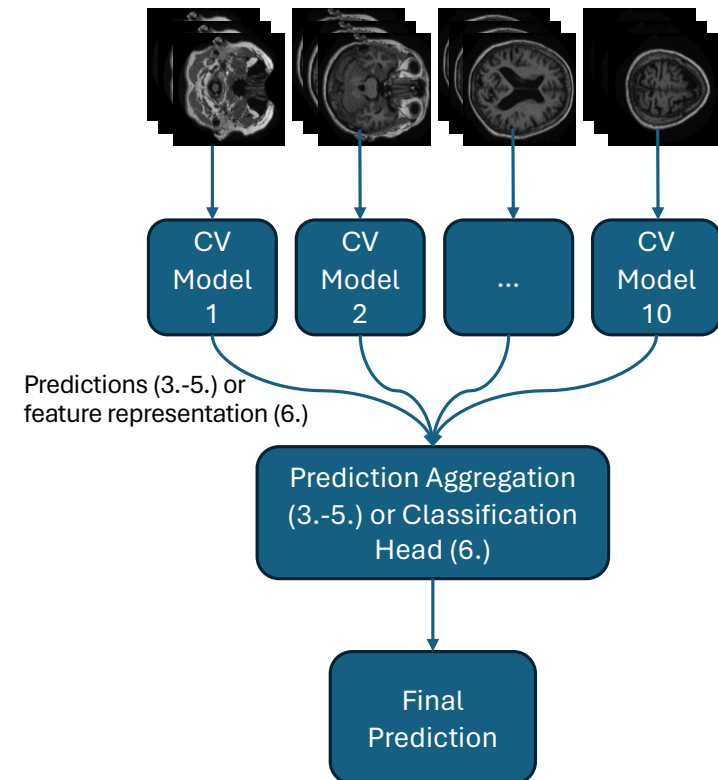 CV
Model
1
CV
Model
2
...
CV
Model
10
Predictions (3.-5.) or
feature representation (6.)
Prediction Aggregation
(3.-5.) or Classification
Head (6.)
Final
Prediction